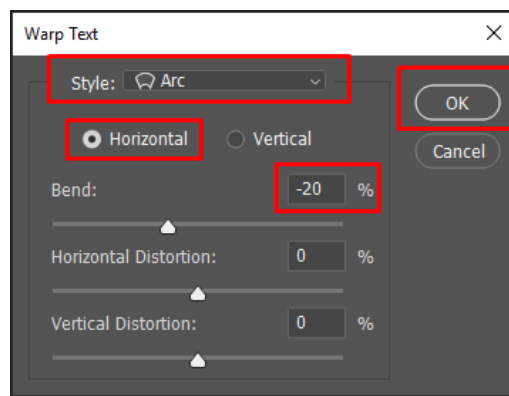 Warp Text
Style: Arc
OK
Horizontal Vertical
Cancel
Bend: -20 %
Horizontal Distortion: 0 %
Vertical Distortion: 0 %